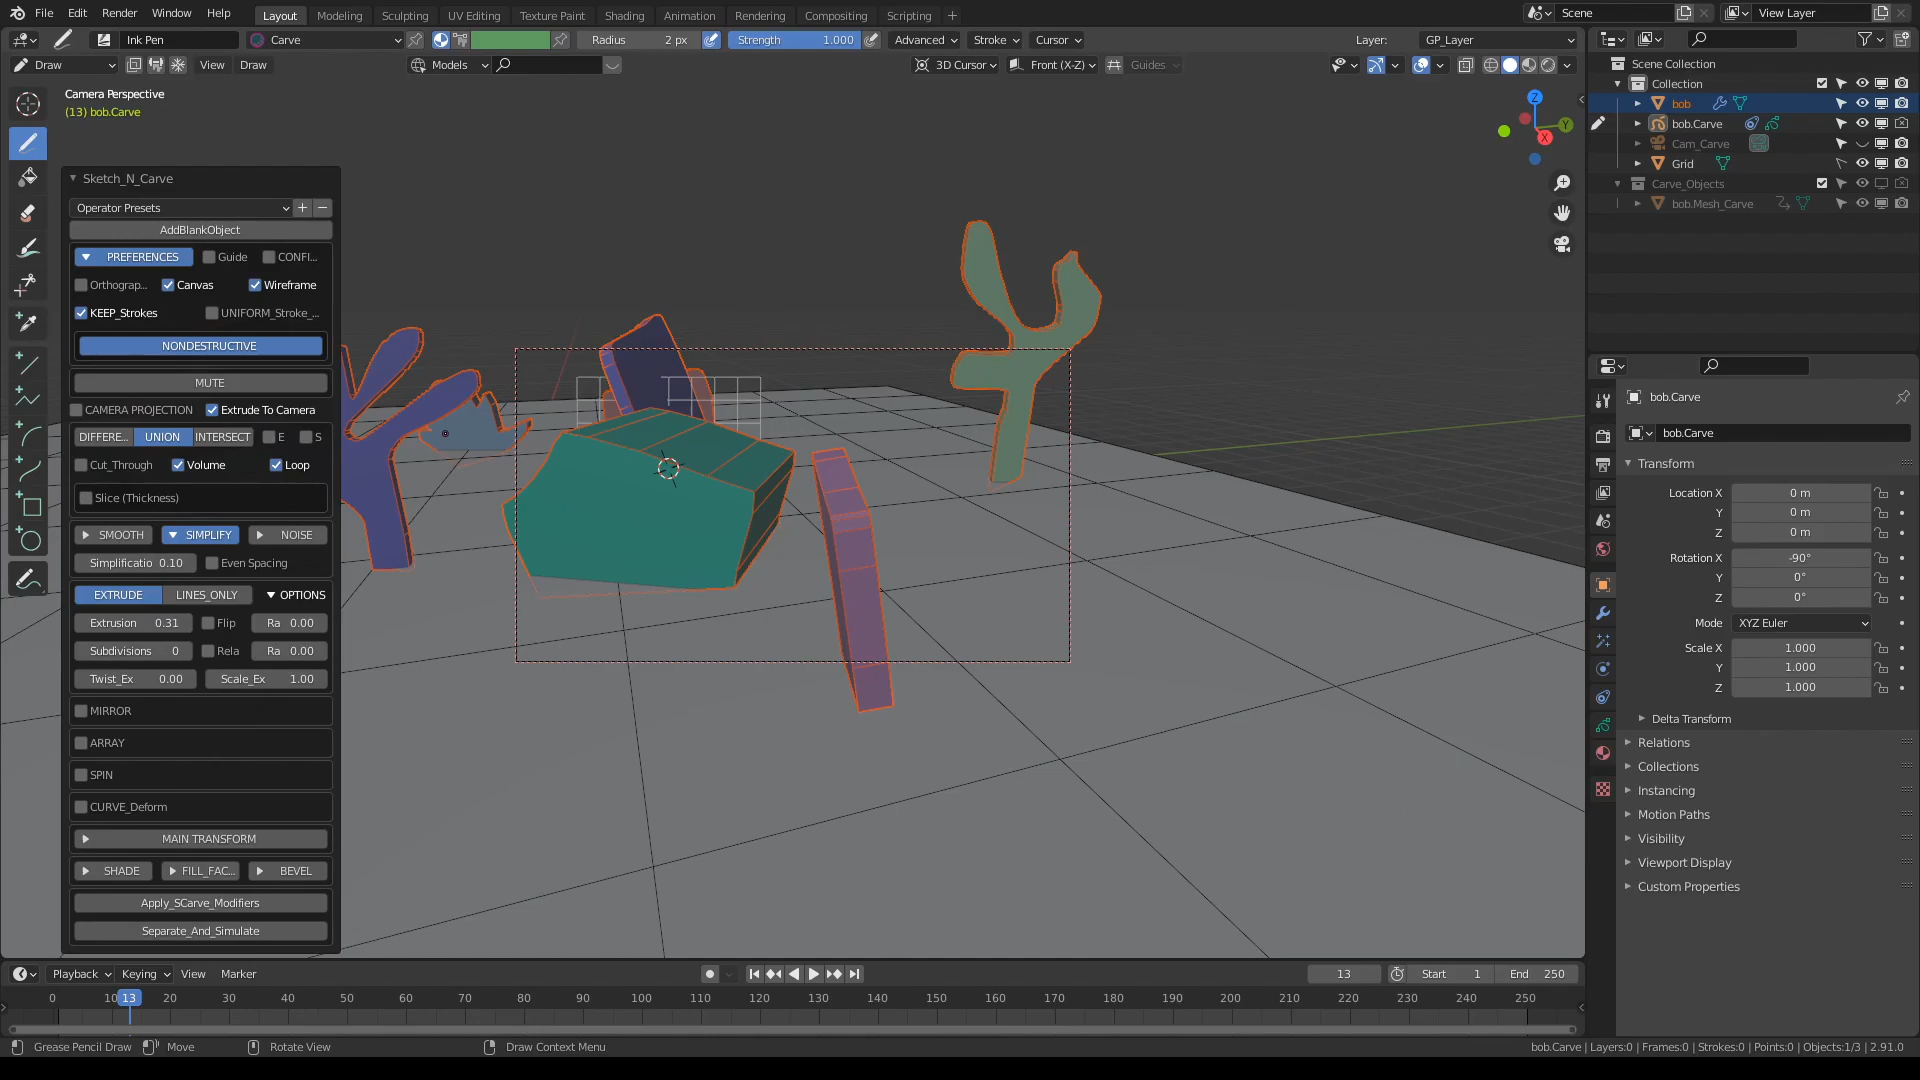 File Edit Render Window Help Layout Modeling Sculpting UV Editing Texture Paint Shading Animation Rendering Compositing Scripting + Scene View Layer
Ink Pen Carve Radius 2 px Strength 1.000 Advanced Stroke Cursor Layer: GP_Layer
Draw View Draw Models 3D Cursor Front (X-Z) Guides
Camera Perspective
(13) bob.Carve
Z
Y
X
Sketch_N_Carve
Operator Presets + −
AddBlankObject
PREFERENCES Guide CONFI...
Orthograp... Canvas Wireframe
KEEP_Strokes UNIFORM_Stroke_...
NONDESTRUCTIVE
MUTE
CAMERA PROJECTION Extrude To Camera
DIFFERE... UNION INTERSECT E S
Cut_Through Volume Loop
Slice (Thickness)
SMOOTH SIMPLIFY NOISE
Simplificatio 0.10 Even Spacing
EXTRUDE LINES_ONLY OPTIONS
Extrusion 0.31 Flip Ra 0.00
Subdivisions 0 Rela Ra 0.00
Twist_Ex 0.00 Scale_Ex 1.00
MIRROR
ARRAY
SPIN
CURVE_Deform
MAIN TRANSFORM
SHADE FILL_FAC... BEVEL
Apply_SCarve_Modifiers
Separate_And_Simulate
Scene Collection
Collection
bob
bob.Carve
Cam_Carve
Grid
Carve_Objects
bob.Mesh_Carve
bob.Carve
bob.Carve
Transform
Location X 0 m
Y 0 m
Z 0 m
Rotation X -90°
Y 0°
Z 0°
Mode XYZ Euler
Scale X 1.000
Y 1.000
Z 1.000
Delta Transform
Relations
Collections
Instancing
Motion Paths
Visibility
Viewport Display
Custom Properties
Playback Keying View Marker 13 Start 1 End 250
0 10 13 20 30 40 50 60 70 80 90 100 110 120 130 140 150 160 170 180 190 200 210 220 230 240 250
Grease Pencil Draw Move Rotate View Draw Context Menu bob.Carve | Layers:0 | Frames:0 | Strokes:0 | Points:0 | Objects:1/3 | 2.91.0